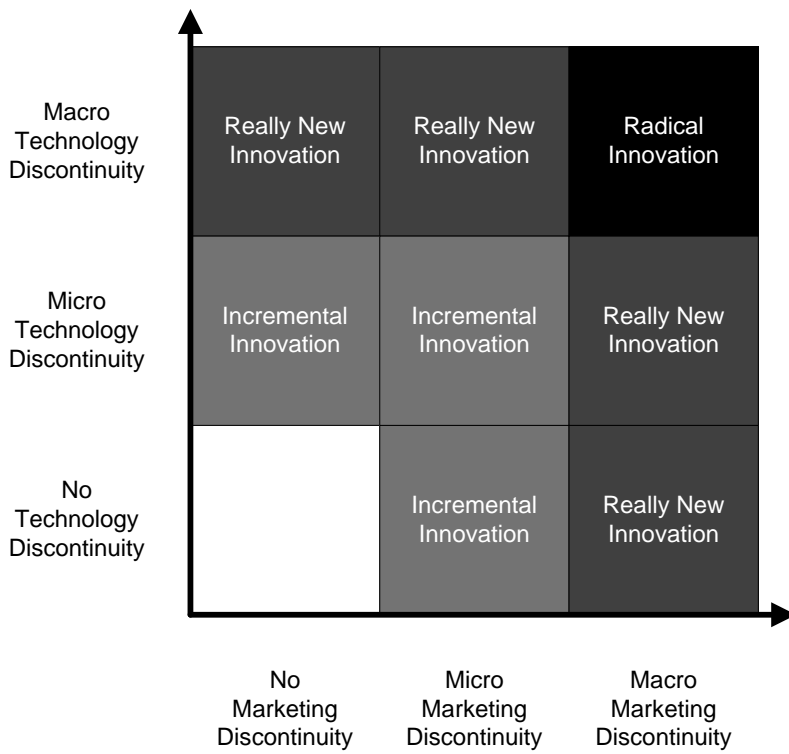 Macro
Technology
Discontinuity
Really New
Innovation
Really New
Innovation
Radical
Innovation
Micro
Technology
Discontinuity
Incremental
Innovation
Incremental
Innovation
Really New
Innovation
No
Technology
Discontinuity
Incremental
Innovation
Really New
Innovation
No
Marketing
Discontinuity
Micro
Marketing
Discontinuity
Macro
Marketing
Discontinuity